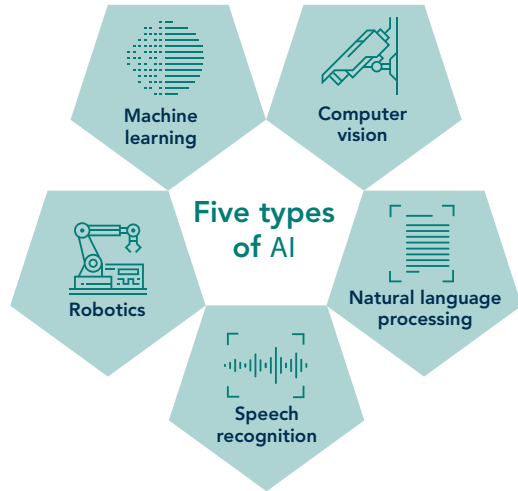 Machine
learning
Computer
vision
Five types
of AI
Robotics
Natural language
processing
Speech
recognition